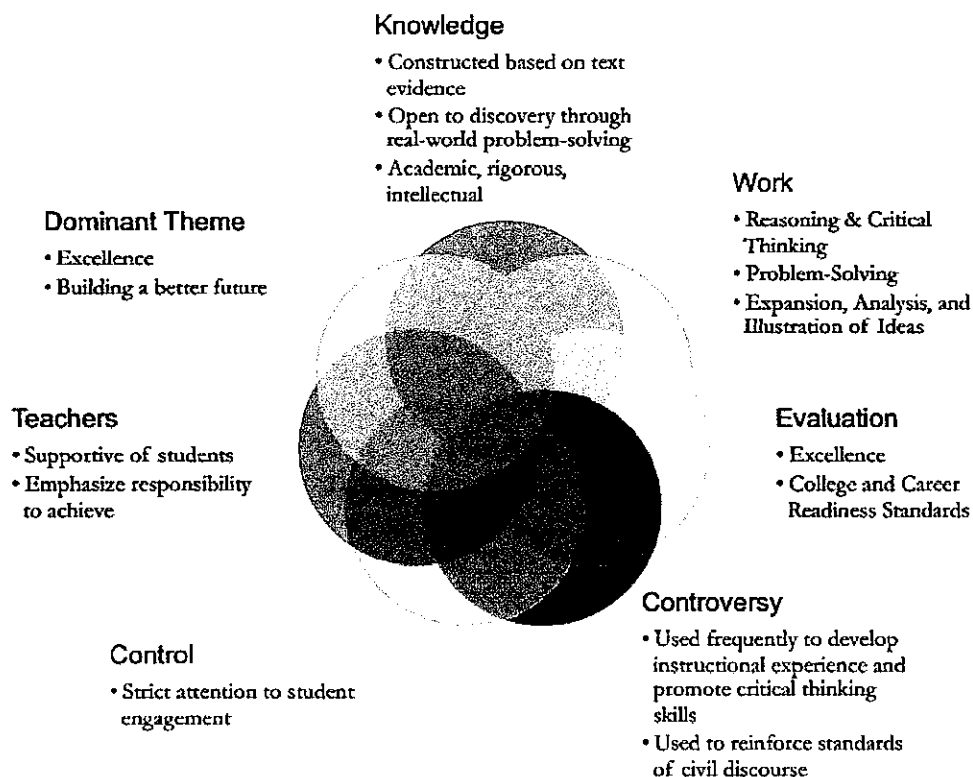 Knowledge
• Constructed based on text
evidence
• Open to discovery through
real-world problem-solving
• Academic, rigorous,
intellectual
Work
• Reasoning & Critical
Thinking
• Problem-Solving
• Expansion, Analysis, and
Illustration of Ideas
Evaluation
• Excellence
• College and Career
Readiness Standards
Controversy
• Used frequently to develop
instructional experience and
promote critical thinking
skills
• Used to reinforce standards
of civil discourse
Control
• Strict attention to student
engagement
Teachers
• Supportive of students
• Emphasize responsibility
to achieve
Dominant Theme
• Excellence
• Building a better future